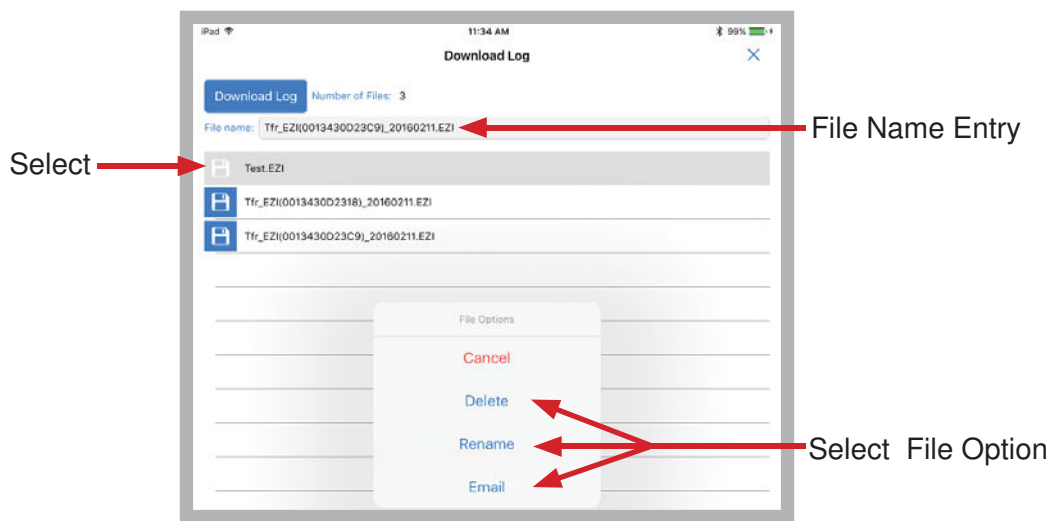 iPad 11:34 AM 99%
Download Log
Download Log Number of Files: 3
File name: Tfr_EZI(0013430D23C9)_20160211.EZI
File Name Entry
Select
Test.EZI
Tfr_EZI(0013430D2318)_20160211.EZI
Tfr_EZI(0013430D23C9)_20160211.EZI
File Options
Cancel
Delete
Rename
Select File Option
Email